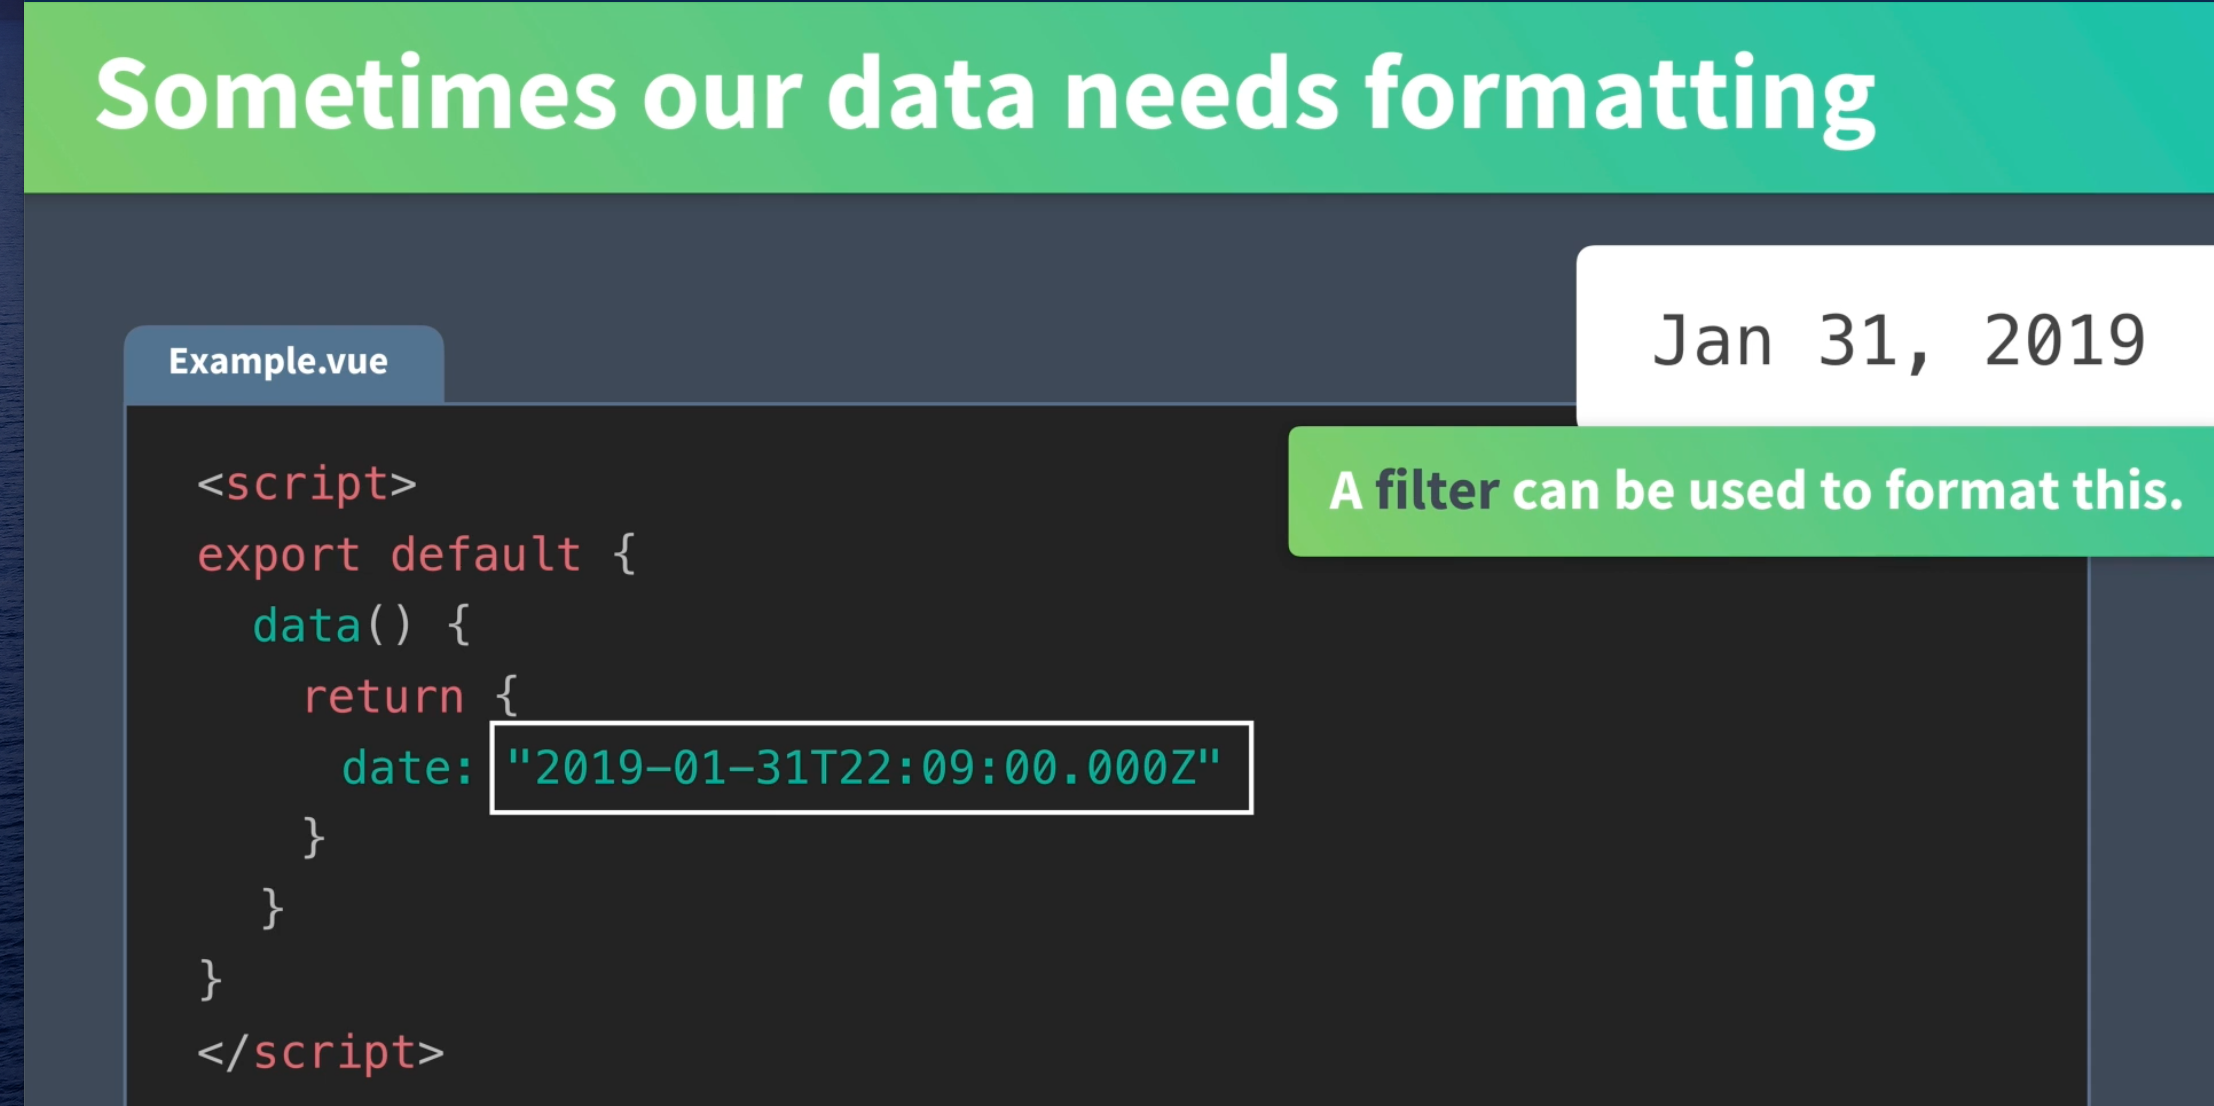 Sometimes our data needs formatting
Jan 31, 2019
Example.vue
A filter can be used to format this.
<script>
export default {
data() {
return {
date: "2019-01-31T22:09:00.000Z"
}
}
}
</script>